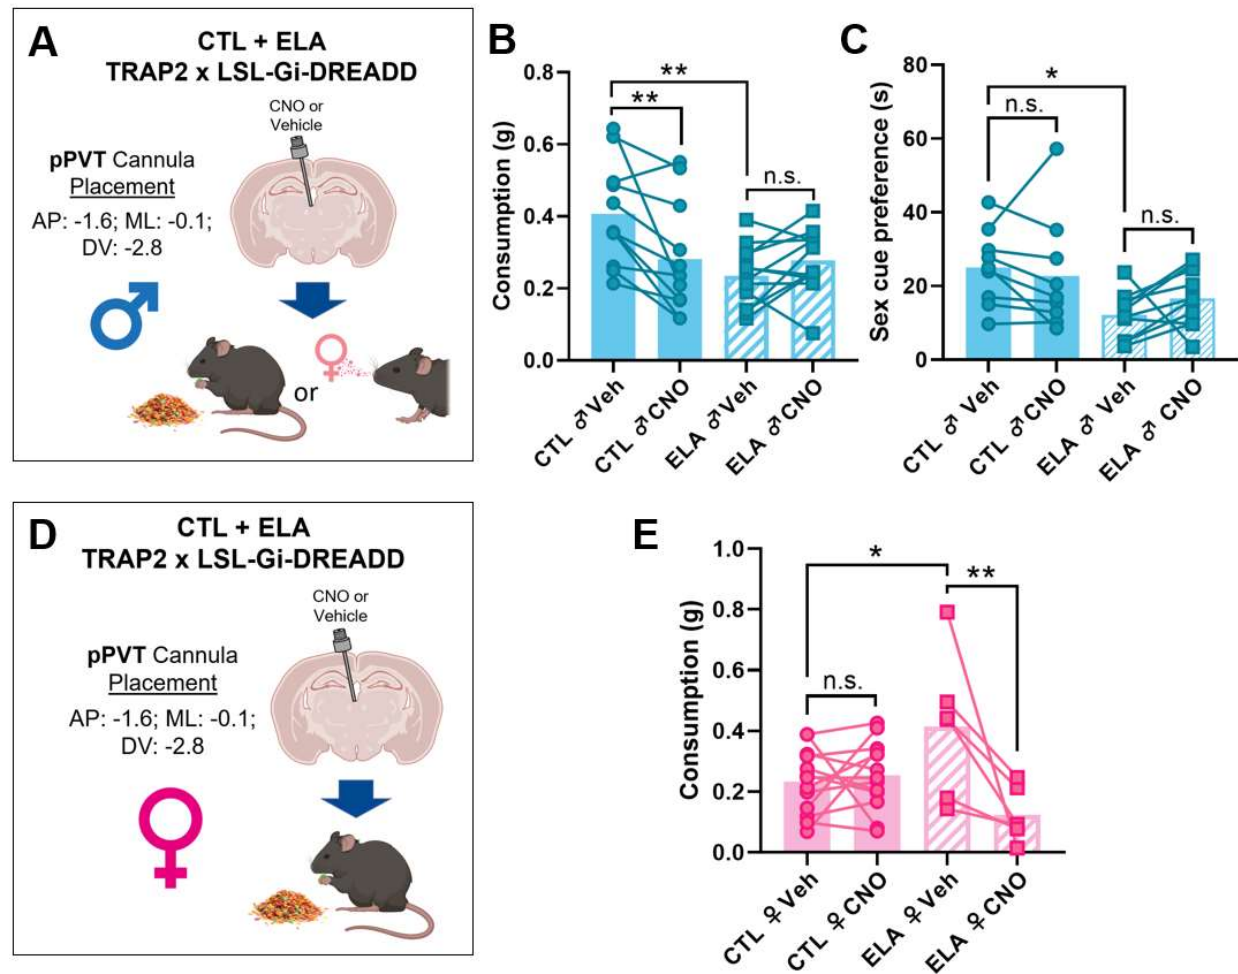 A
CTL + ELA
TRAP2 x LSL-Gi-DREADD
CNO or
Vehicle
pPVT Cannula
Placement
AP: -1.6; ML: -0.1;
DV: -2.8
or
B
Consumption (g)
0.8
0.6
0.4
0.2
0.0
**
**
n.s.
CTL ♂ Veh
CTL ♂ CNO
ELA ♂ Veh
ELA ♂ CNO
C
Sex cue preference (s)
80
60
40
20
0
*
n.s.
n.s.
CTL ♂ Veh
CTL ♂ CNO
ELA ♂ Veh
ELA ♂ CNO
D
CTL + ELA
TRAP2 x LSL-Gi-DREADD
CNO or
Vehicle
pPVT Cannula
Placement
AP: -1.6; ML: -0.1;
DV: -2.8
E
Consumption (g)
1.0
0.8
0.6
0.4
0.2
0.0
*
**
n.s.
CTL ♀ Veh
CTL ♀ CNO
ELA ♀ Veh
ELA ♀ CNO